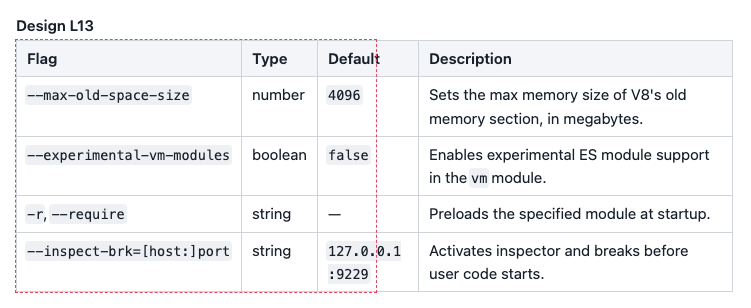 Design L13
Flag Type Default Description
--max-old-space-size number 4096 Sets the max memory size of V8's old
memory section, in megabytes.
--experimental-vm-modules boolean false Enables experimental ES module support
in the vm module.
-r, --require string — Preloads the specified module at startup.
--inspect-brk=[host:]port string 127.0.0.1 Activates inspector and breaks before
:9229 user code starts.